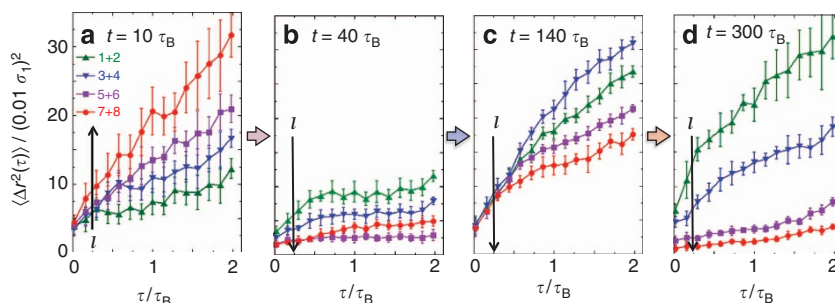 a t = 10 τB
b t = 40 τB
c t = 140 τB
d t = 300 τB
1+2
3+4
5+6
7+8
l
l
l
l
⟨Δr²(τ)⟩ / (0.01 σ₁)²
30
20
10
5
0
0 1 2
0 1 2
0 1 2
0 1 2
τ/τB
τ/τB
τ/τB
τ/τB